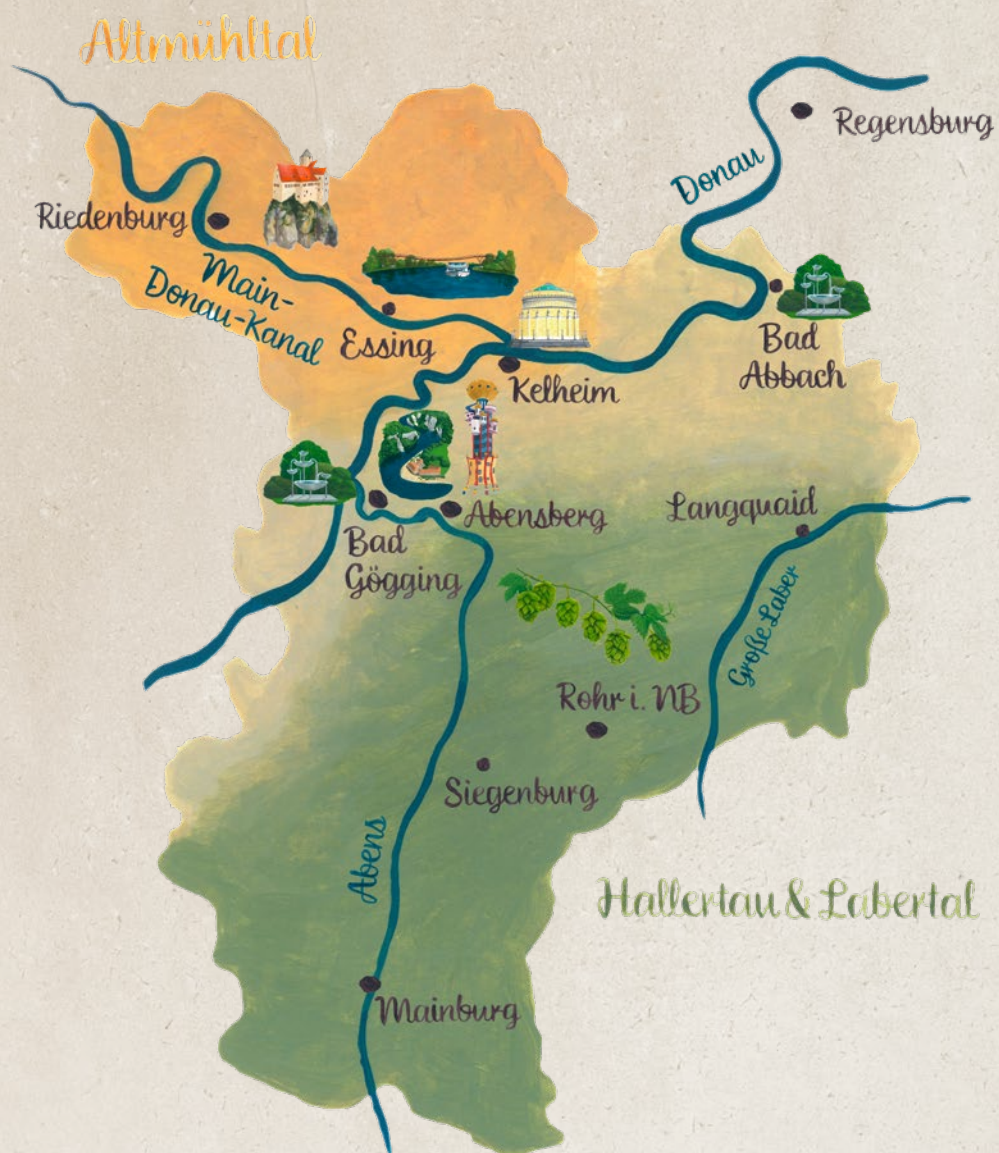 Altmühltal
Regensburg
Donau
Riedenburg
Main-
Donau-Kanal
Essing
Bad
Abbach
Kelheim
Langquaid
Abensberg
Bad
Gögging
Große Laber
Rohr i. NB
Siegenburg
Abens
Hallertau & Labertal
Mainburg